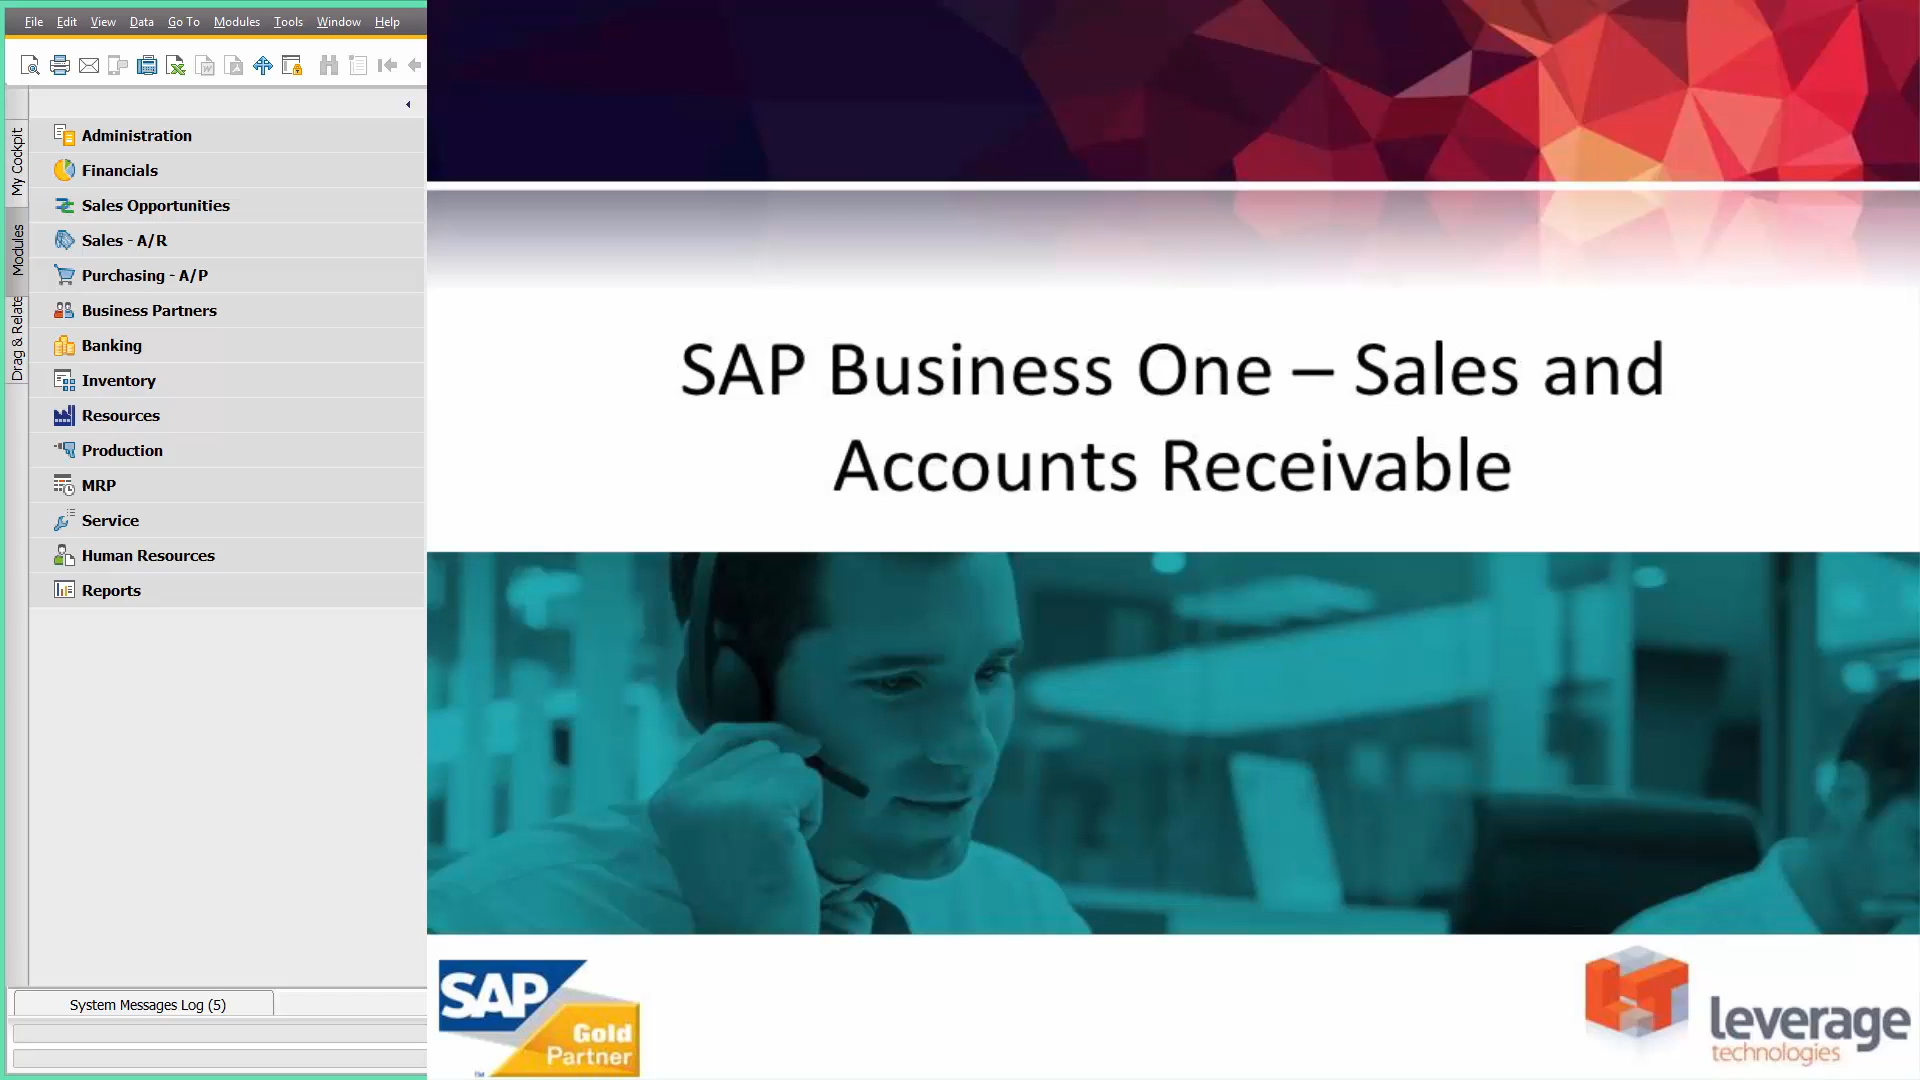 File Edit View Data Go To Modules Tools Window Help
My Cockpit
Modules
Drag & Relate
Administration
Financials
Sales Opportunities
Sales - A/R
Purchasing - A/P
Business Partners
Banking
Inventory
Resources
Production
MRP
Service
Human Resources
Reports
System Messages Log (5)
SAP Business One – Sales and
Accounts Receivable
SAP
Gold
Partner
TM
LT
leverage
technologies